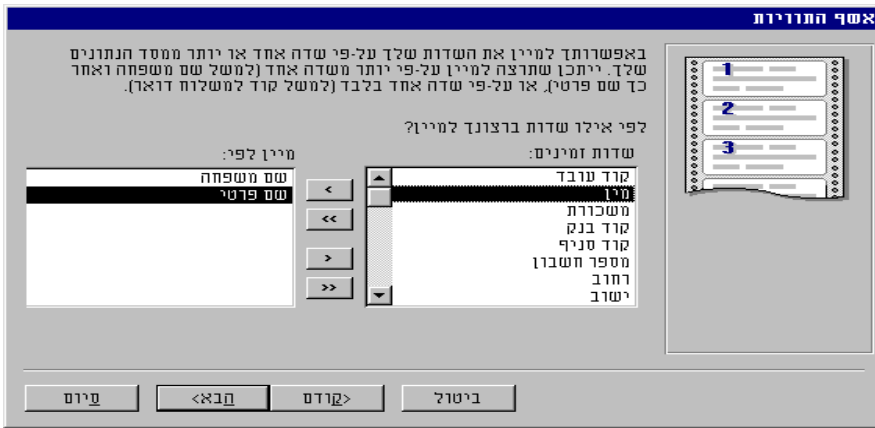 אשף התוויות
באפשרותך למיין את השדות שלך על-פי שדה אחד או יותר ממסד הנתונים
שלך. ייתכן שתרצה למיין על-פי יותר משדה אחד (למשל שם משפחה ואחר
כך שם פרטי), או על-פי שדה אחד בלבד (למשל קוד למשלוח דואר).
לפי אילו שדות ברצונך למיין?
שדות זמינים:
קוד עובד
מין
משכורת
קוד בנק
קוד סניף
מספר חשבון
רחוב
ישוב
<
<<
>
>>
מיין לפי:
שם משפחה
שם פרטי
1
2
3
ביטול
<קודם
הבא>
סיום